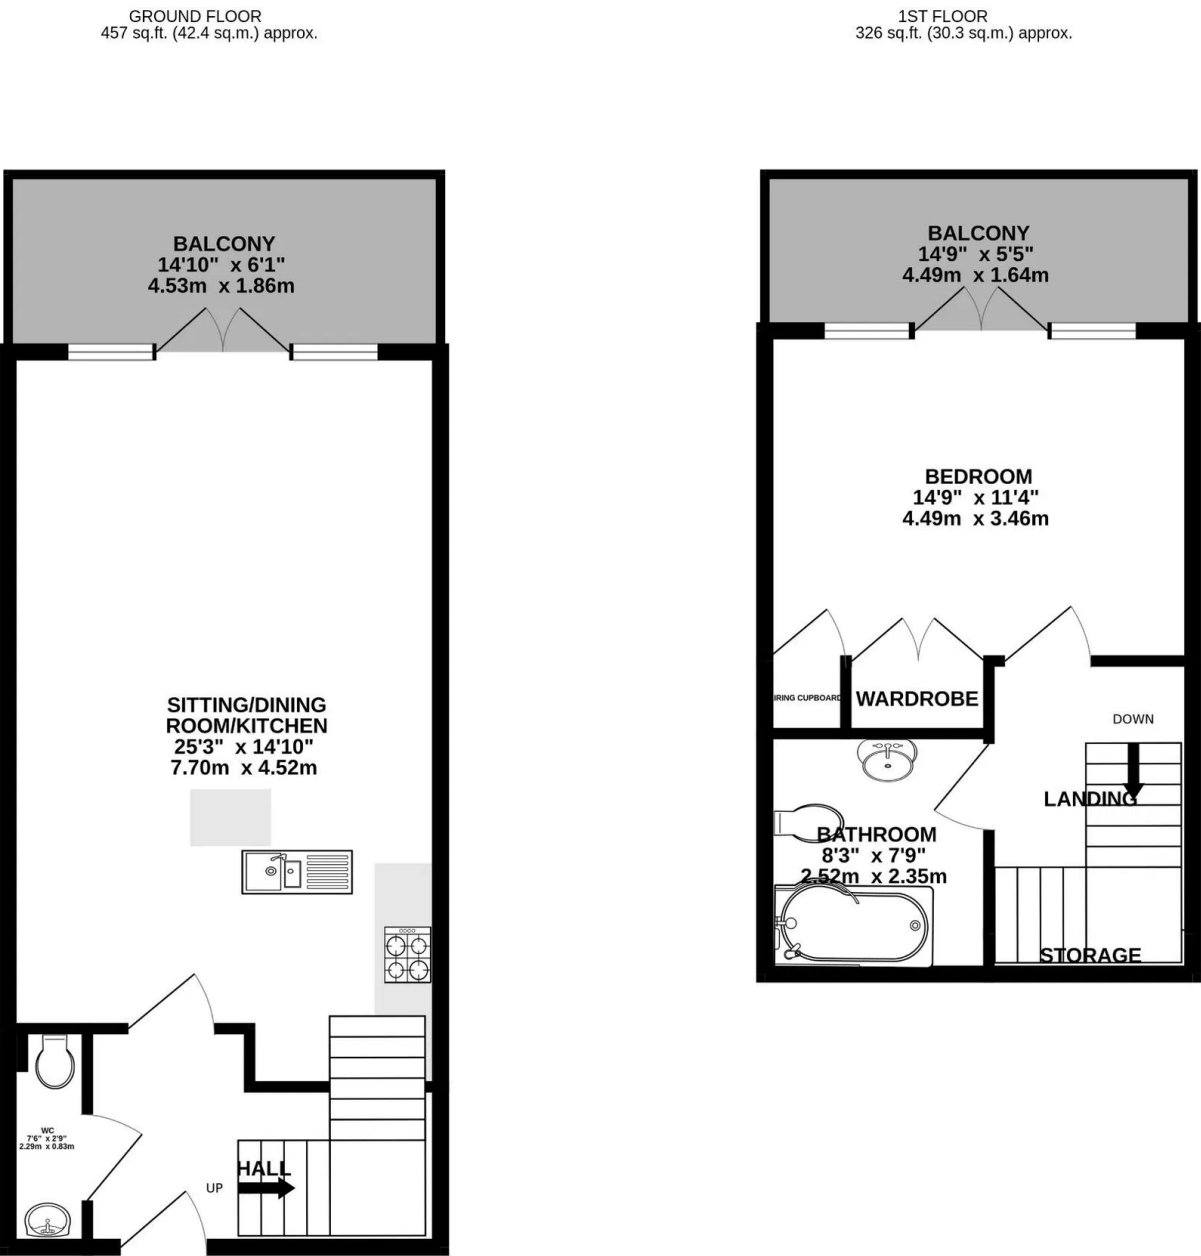 GROUND FLOOR
457 sq.ft. (42.4 sq.m.) approx.
BALCONY
14'10" x 6'1"
4.53m x 1.86m
SITTING/DINING
ROOM/KITCHEN
25'3" x 14'10"
7.70m x 4.52m
WC
7'6" x 2'9"
2.29m x 0.83m
HALL
UP
1ST FLOOR
326 sq.ft. (30.3 sq.m.) approx.
BALCONY
14'9" x 5'5"
4.49m x 1.64m
BEDROOM
14'9" x 11'4"
4.49m x 3.46m
IRING CUPBOARD
WARDROBE
DOWN
LANDING
BATHROOM
8'3" x 7'9"
2.52m x 2.35m
STORAGE